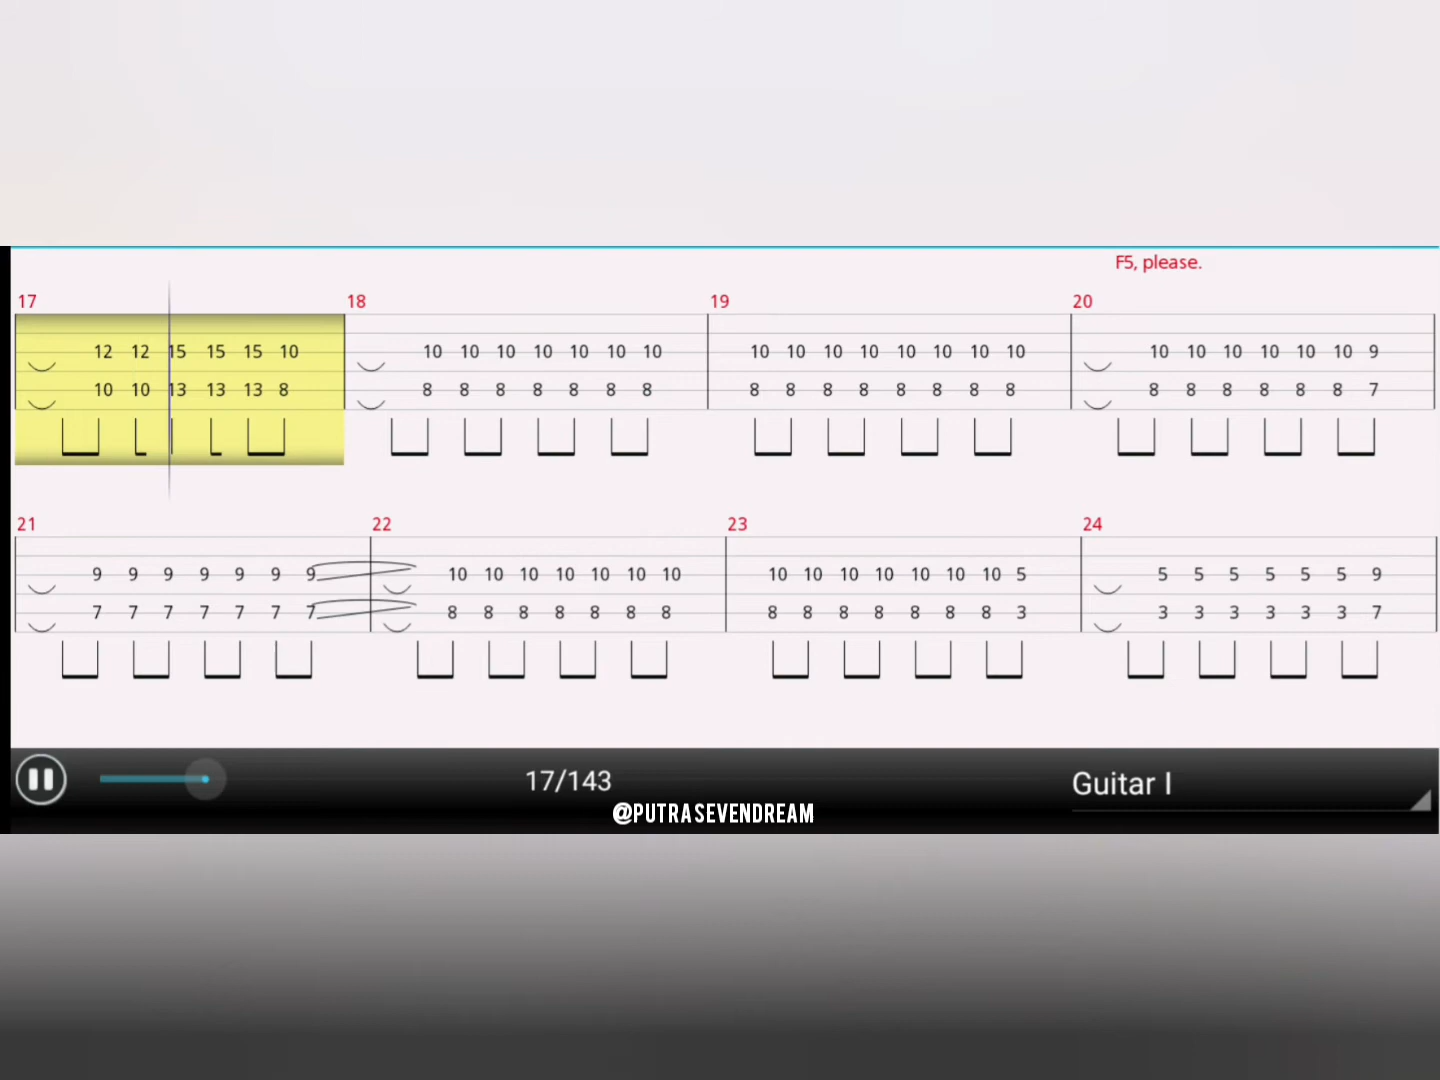 F5, please.
17 18 19 20
12 12 15 15 15 10 10 10 10 10 10 10 10 10 10 10 10 10 10 10 10 10 10 10 10 10 10 9
10 10 13 13 13 8 8 8 8 8 8 8 8 8 8 8 8 8 8 8 8 8 8 8 8 8 8 7
21 22 23 24
9 9 9 9 9 9 9 10 10 10 10 10 10 10 10 10 10 10 10 10 10 5 5 5 5 5 5 5 9
7 7 7 7 7 7 7 8 8 8 8 8 8 8 8 8 8 8 8 8 8 3 3 3 3 3 3 3 7
17/143
Guitar I
@PUTRASEVENDREAM